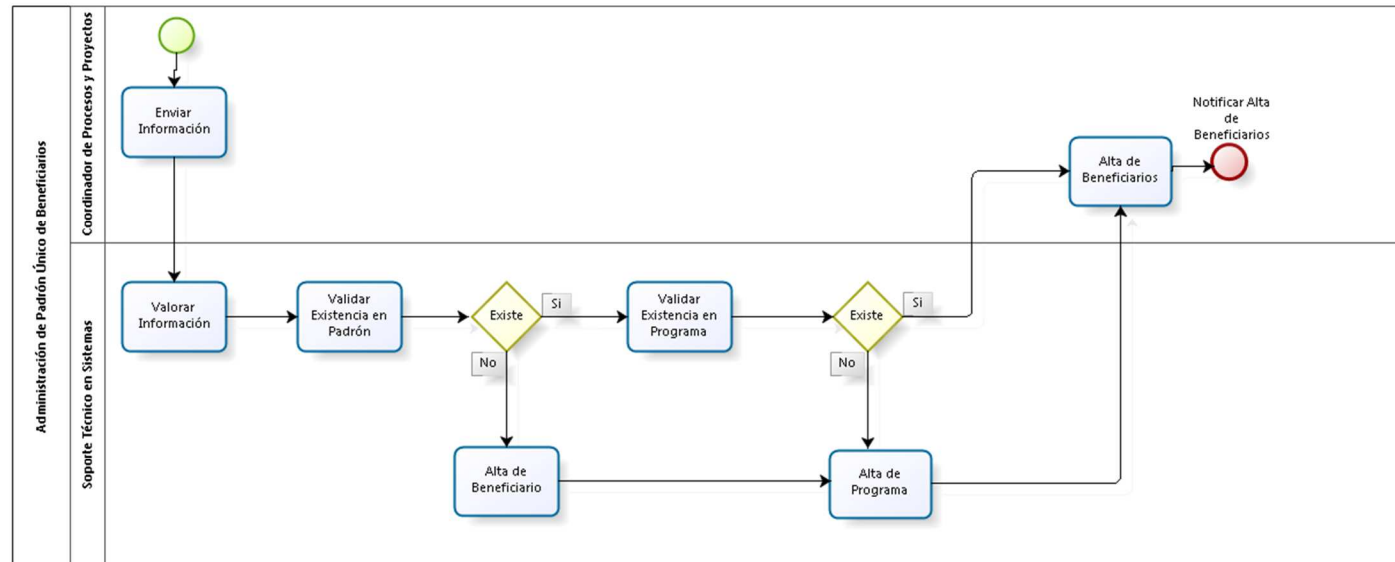 Administración de Padrón Único de Beneficiarios
Coordinador de Procesos y Proyectos
Enviar
Información
Notificar Alta
de
Beneficiarios
Alta de
Beneficiarios
Soporte Técnico en Sistemas
Valorar
Información
Validar
Existencia en
Padrón
Existe
Si
No
Validar
Existencia en
Programa
Existe
Si
No
Alta de
Beneficiario
Alta de
Programa